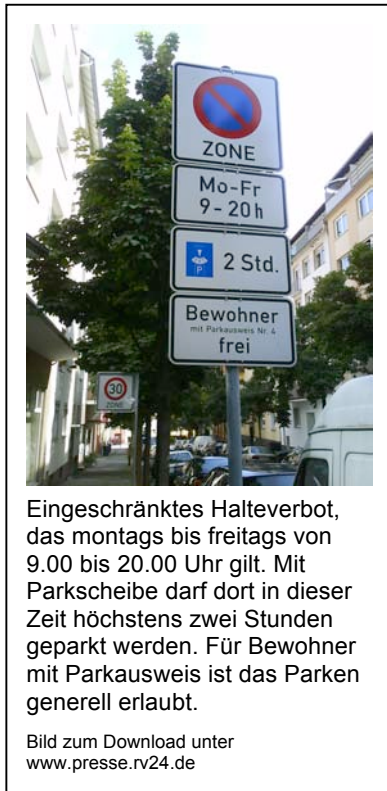 ZONE
Mo-Fr
9-20h
P
2 Std.
Bewohner
mit Parkausweis Nr. 4
frei
30
ZONE
Eingeschränktes Halteverbot,
das montags bis freitags von
9.00 bis 20.00 Uhr gilt. Mit
Parkscheibe darf dort in dieser
Zeit höchstens zwei Stunden
geparkt werden. Für Bewohner
mit Parkausweis ist das Parken
generell erlaubt.
Bild zum Download unter
www.presse.rv24.de